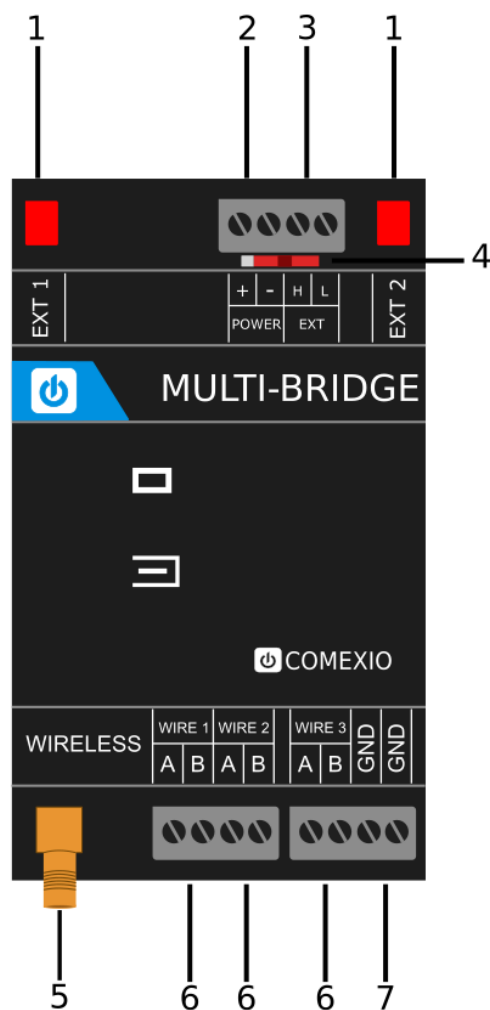 1 2 3 1
4
+ - H L
POWER EXT
EXT 1
EXT 2
MULTI-BRIDGE
COMEXIO
WIRELESS
WIRE 1 WIRE 2 WIRE 3
A B A B A B GND GND
5 6 6 6 7